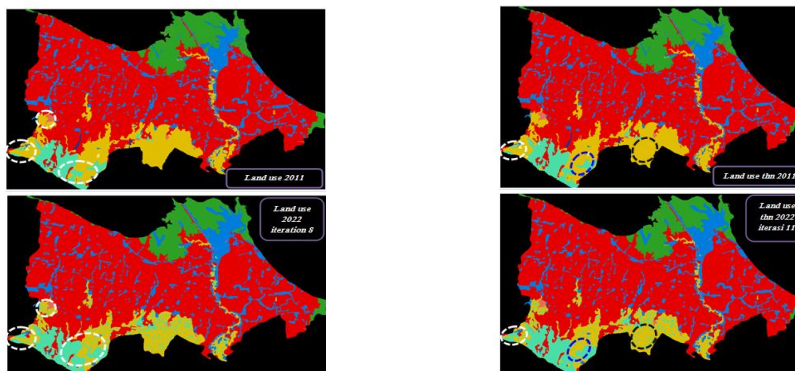 Land use 2011
Land use thn 2011
Land use
2022
iteration 8
Land use
thn 2022
iterasi 11